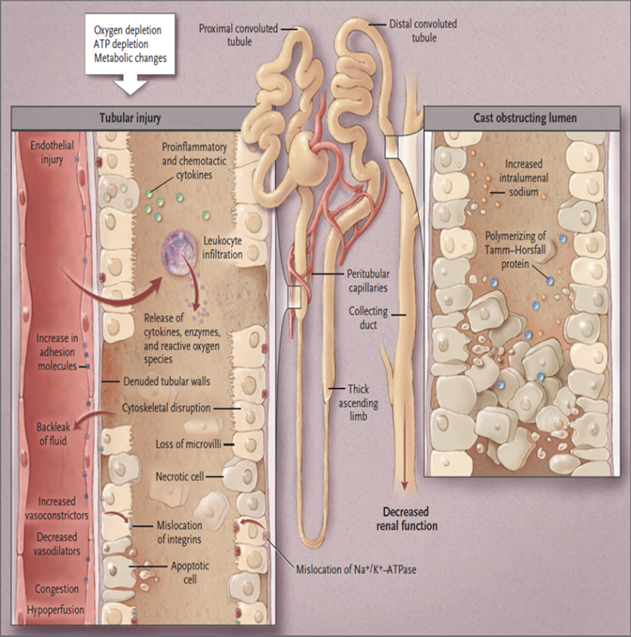 Oxygen depletion
ATP depletion
Metabolic changes
Proximal convoluted
tubule
Distal convoluted
tubule
Tubular injury
Endothelial
injury
Proinflammatory
and chemotactic
cytokines
Leukocyte
infiltration
Release of
cytokines, enzymes,
and reactive oxygen
species
Increase in
adhesion
molecules
Denuded tubular walls
Cytoskeletal disruption
Backleak
of fluid
Loss of microvilli
Necrotic cell
Increased
vasoconstrictors
Decreased
vasodilators
Mislocation
of integrins
Apoptotic
cell
Congestion
Hypoperfusion
Peritubular
capillaries
Collecting
duct
Thick
ascending
limb
Decreased
renal function
Mislocation of Na+/K+–ATPase
Cast obstructing lumen
Increased
intralumenal
sodium
Polymerizing of
Tamm–Horsfall
protein